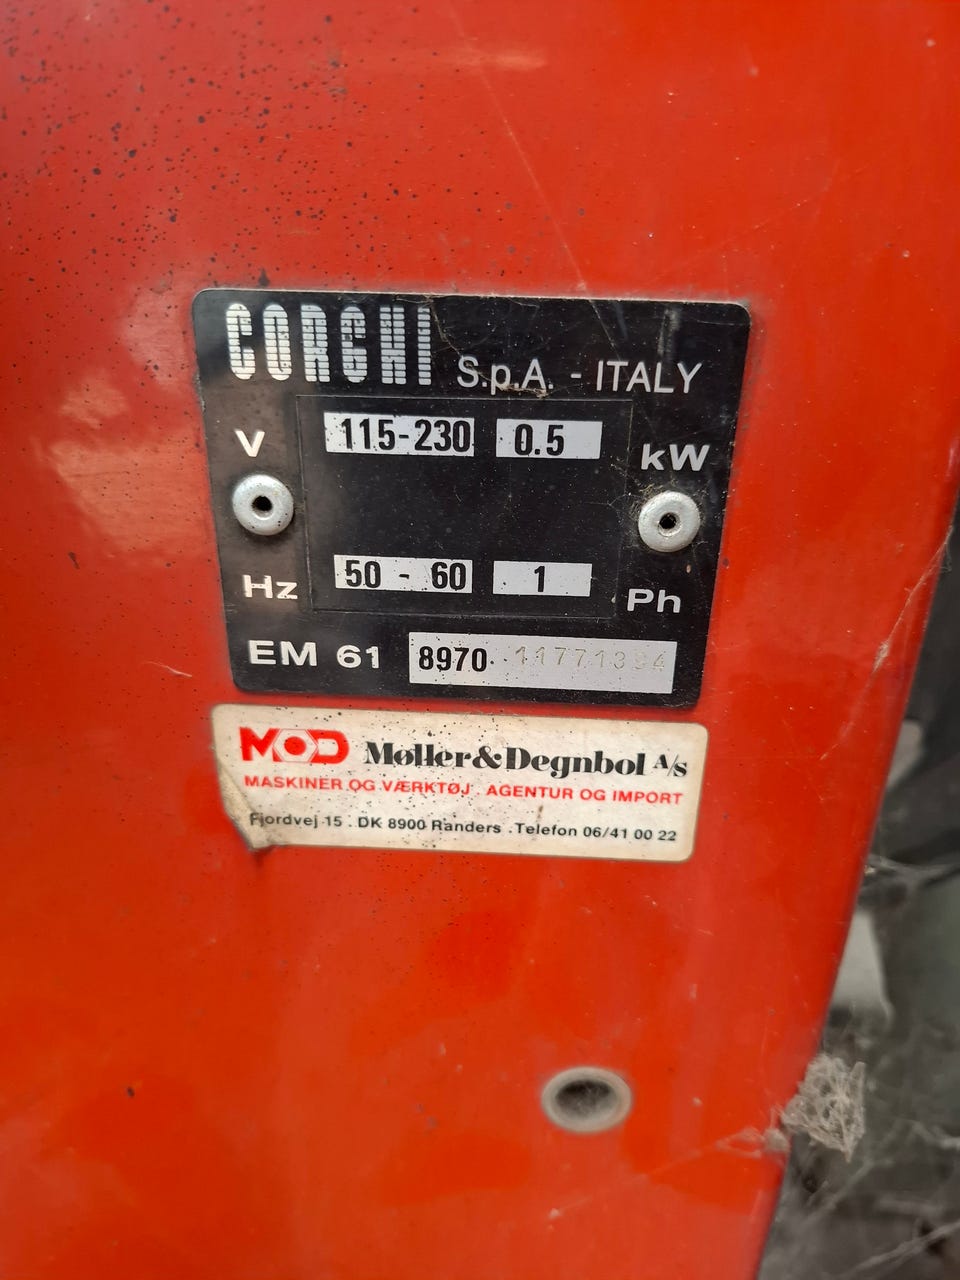 CORGHI S.p.A. - ITALY
V 115-230 0.5 kW
Hz 50 - 60 1 Ph
EM 61 8970 11771394
MOD Møller&Degnbol A/s
MASKINER OG VÆRKTØJ . AGENTUR OG IMPORT
Fjordvej 15 . DK 8900 Randers . Telefon 06/41 00 22